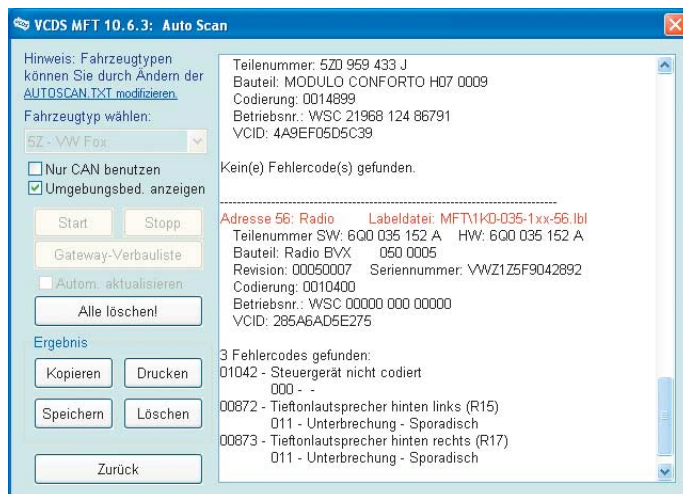 VCDS MFT 10.6.3: Auto Scan
Hinweis: Fahrzeugtypen
können Sie durch Ändern der
AUTOSCAN.TXT modifizieren.
Fahrzeugtyp wählen:
5Z - VW Fox
Nur CAN benutzen
Umgebungsbed. anzeigen
Start Stopp
Gateway-Verbauliste
Autom. aktualisieren
Alle löschen!
Ergebnis
Kopieren Drucken
Speichern Löschen
Zurück
Teilenummer: 5Z0 959 433 J
Bauteil: MODULO CONFORTO H07 0009
Codierung: 0014899
Betriebsnr.: WSC 21968 124 86791
VCID: 4A9EF05D5C39
Kein(e) Fehlercode(s) gefunden.
-------------------------------------------------------------------------------
Adresse 56: Radio Labeldatei: MFT\1K0-035-1xx-56.lbl
Teilenummer SW: 6Q0 035 152 A HW: 6Q0 035 152 A
Bauteil: Radio BVX 050 0005
Revision: 00050007 Seriennummer: VWZ1Z5F9042892
Codierung: 0010400
Betriebsnr.: WSC 00000 000 00000
VCID: 285A6AD5E275
3 Fehlercodes gefunden:
01042 - Steuergerät nicht codiert
000 - -
00872 - Tieftonlautsprecher hinten links (R15)
011 - Unterbrechung - Sporadisch
00873 - Tieftonlautsprecher hinten rechts (R17)
011 - Unterbrechung - Sporadisch